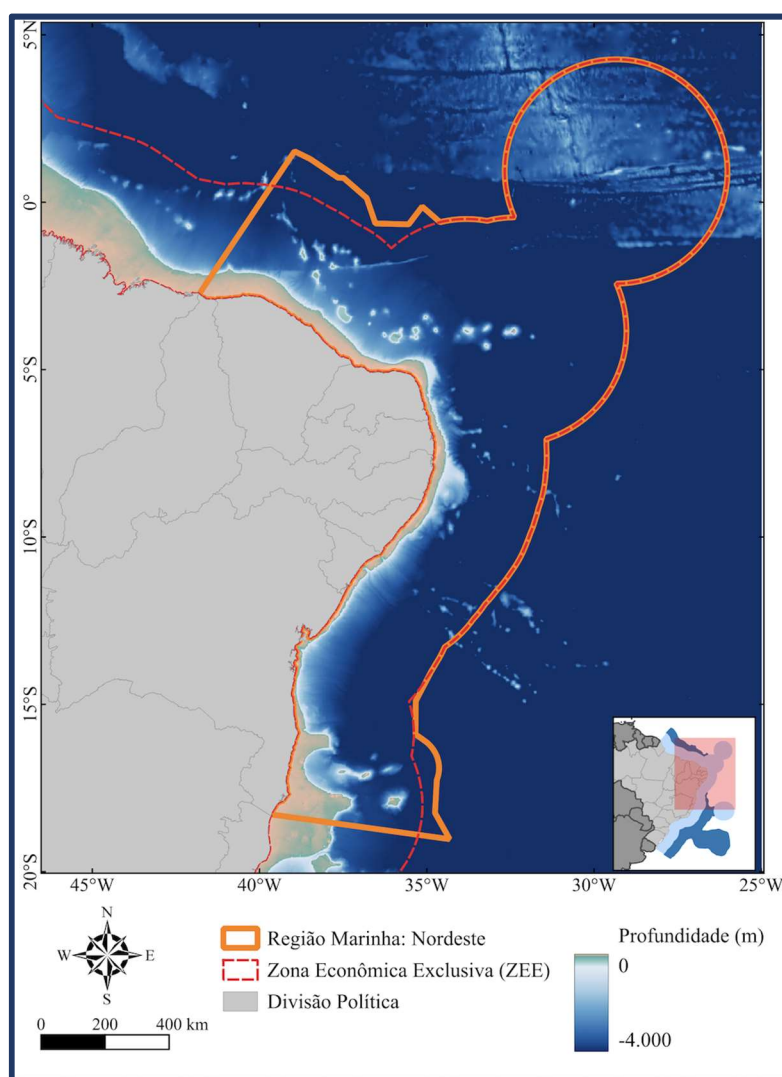 5°N
0°
5°S
10°S
15°S
20°S
45°W
40°W
35°W
30°W
25°W
N
W
E
S
0 200 400 km
Região Marinha: Nordeste
Zona Econômica Exclusiva (ZEE)
Divisão Política
Profundidade (m)
0
-4.000